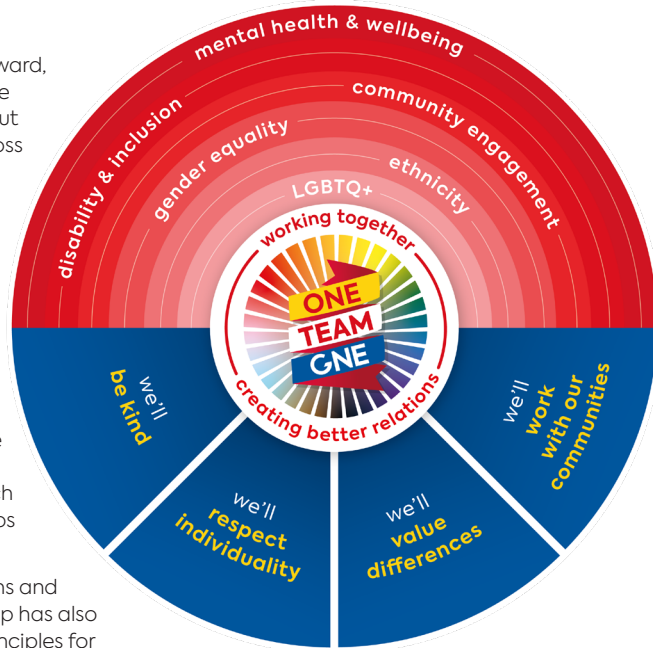 ward,
e
ut
oss
e
ch
os
ns and
p has also
nciples for
mental health & wellbeing
disability & inclusion
community engagement
gender equality
ethnicity
LGBTQ+
working together
ONE
TEAM
GNE
creating better relations
we'll
be kind
we'll
respect
individuality
we'll
value
differences
we'll
work
with our
communities